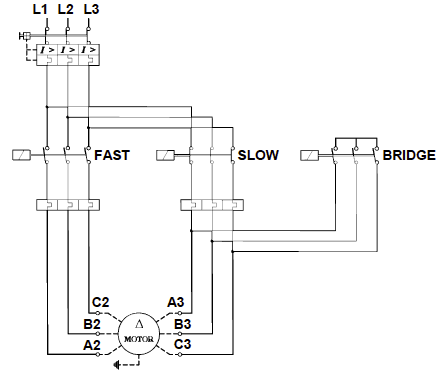 L1 L2 L3
I > I > I >
FAST SLOW BRIDGE
C2 A3
Δ
B2 MOTOR B3
A2 C3